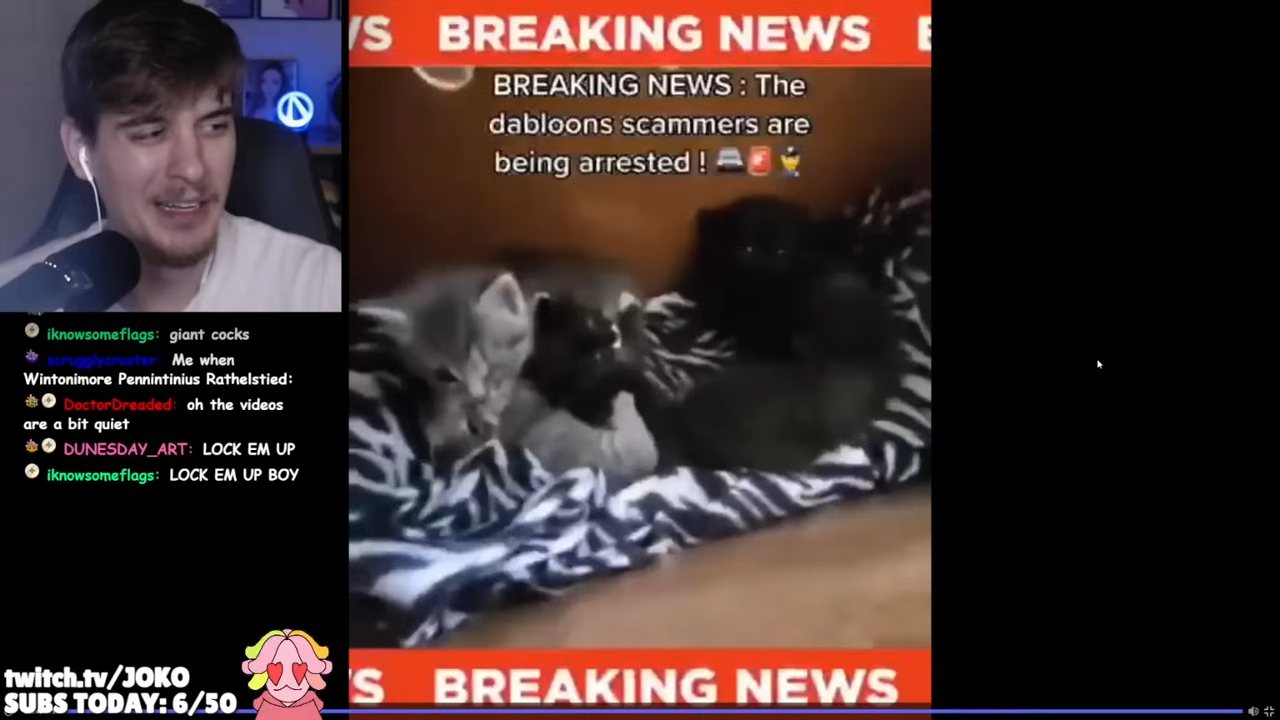 /S BREAKING NEWS B
BREAKING NEWS : The
dabloons scammers are
being arrested ! 🚔🚨👮
iknowsomeflags: giant cocks
scrugglycruster: Me when
Wintonimore Pennintinius Rathelstied:
DoctorDreaded: oh the videos
are a bit quiet
DUNESDAY_ART: LOCK EM UP
iknowsomeflags: LOCK EM UP BOY
twitch.tv/JOKO
SUBS TODAY: 6/50
S BREAKING NEWS